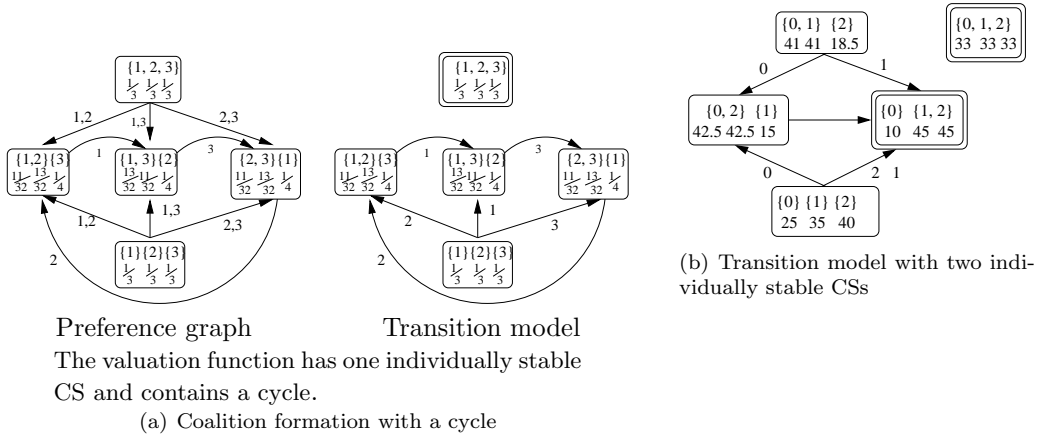 {1, 2, 3}
1/3 1/3 1/3
1,2
1,3
2,3
{1,2}{3}
11/32 13/32 1/4
1
{1, 3}{2}
13/32 11/32 1/4
3
{2, 3}{1}
11/32 13/32 1/4
1,2
1,3
2,3
2
{1}{2}{3}
1/3 1/3 1/3
Preference graph
{1, 2, 3}
1/3 1/3 1/3
{1,2}{3}
11/32 13/32 1/4
1
{1, 3}{2}
13/32 11/32 1/4
3
{2, 3}{1}
11/32 13/32 1/4
2
1
3
2
{1}{2}{3}
1/3 1/3 1/3
Transition model
The valuation function has one individually stable
CS and contains a cycle.
(a) Coalition formation with a cycle
{0, 1} {2}
41 41 18.5
{0, 1, 2}
33 33 33
0
1
{0, 2} {1}
42.5 42.5 15
{0} {1, 2}
10 45 45
0
2 1
{0} {1} {2}
25 35 40
(b) Transition model with two indi-
vidually stable CSs